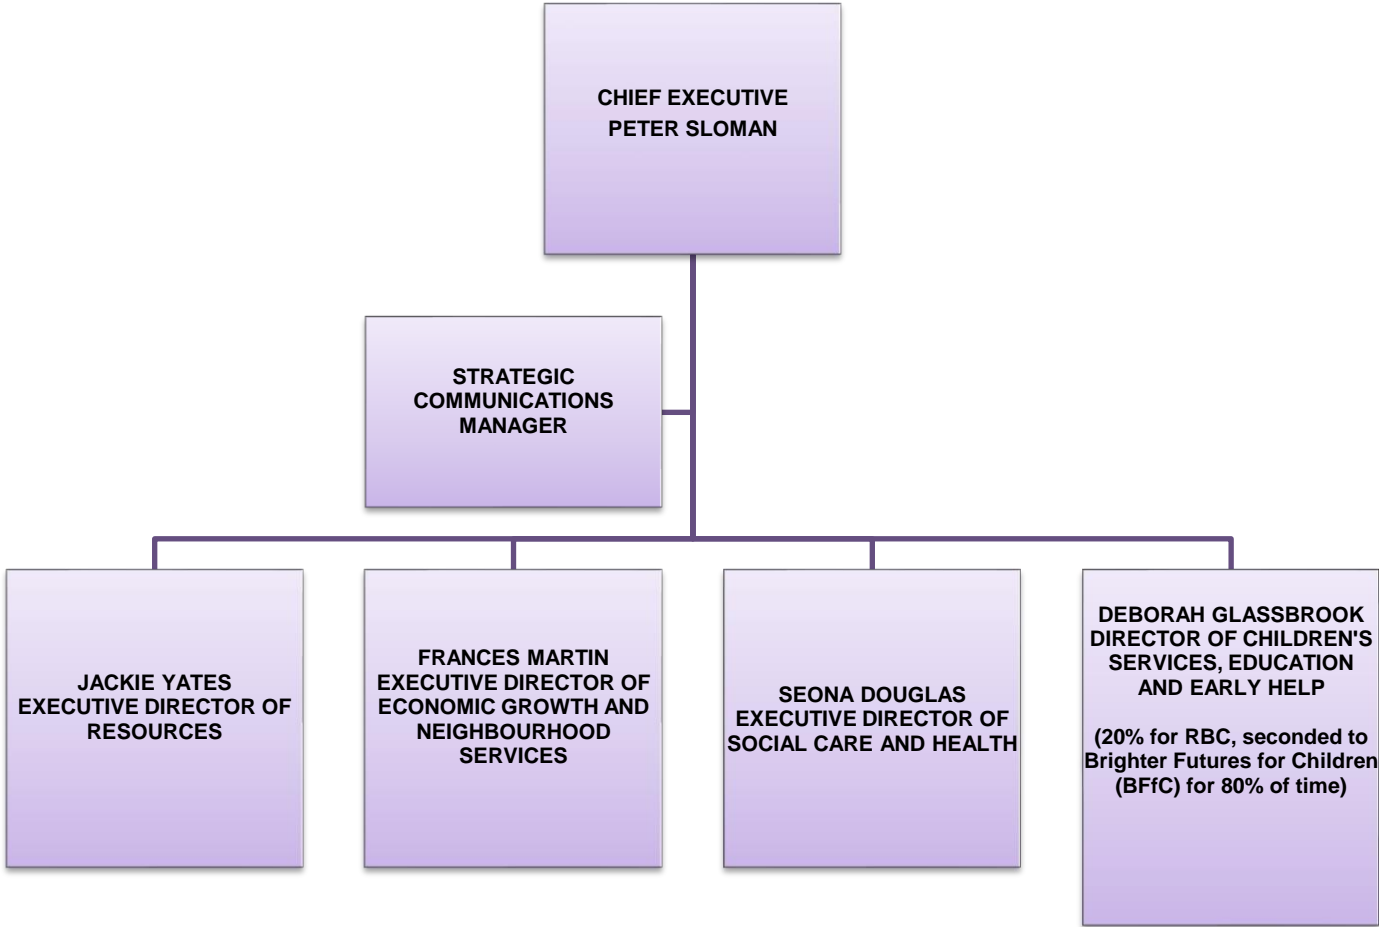 CHIEF EXECUTIVE
PETER SLOMAN
STRATEGIC
COMMUNICATIONS
MANAGER
JACKIE YATES
EXECUTIVE DIRECTOR OF
RESOURCES
FRANCES MARTIN
EXECUTIVE DIRECTOR OF
ECONOMIC GROWTH AND
NEIGHBOURHOOD
SERVICES
SEONA DOUGLAS
EXECUTIVE DIRECTOR OF
SOCIAL CARE AND HEALTH
DEBORAH GLASSBROOK
DIRECTOR OF CHILDREN'S
SERVICES, EDUCATION
AND EARLY HELP
(20% for RBC, seconded to
Brighter Futures for Children
(BFfC) for 80% of time)